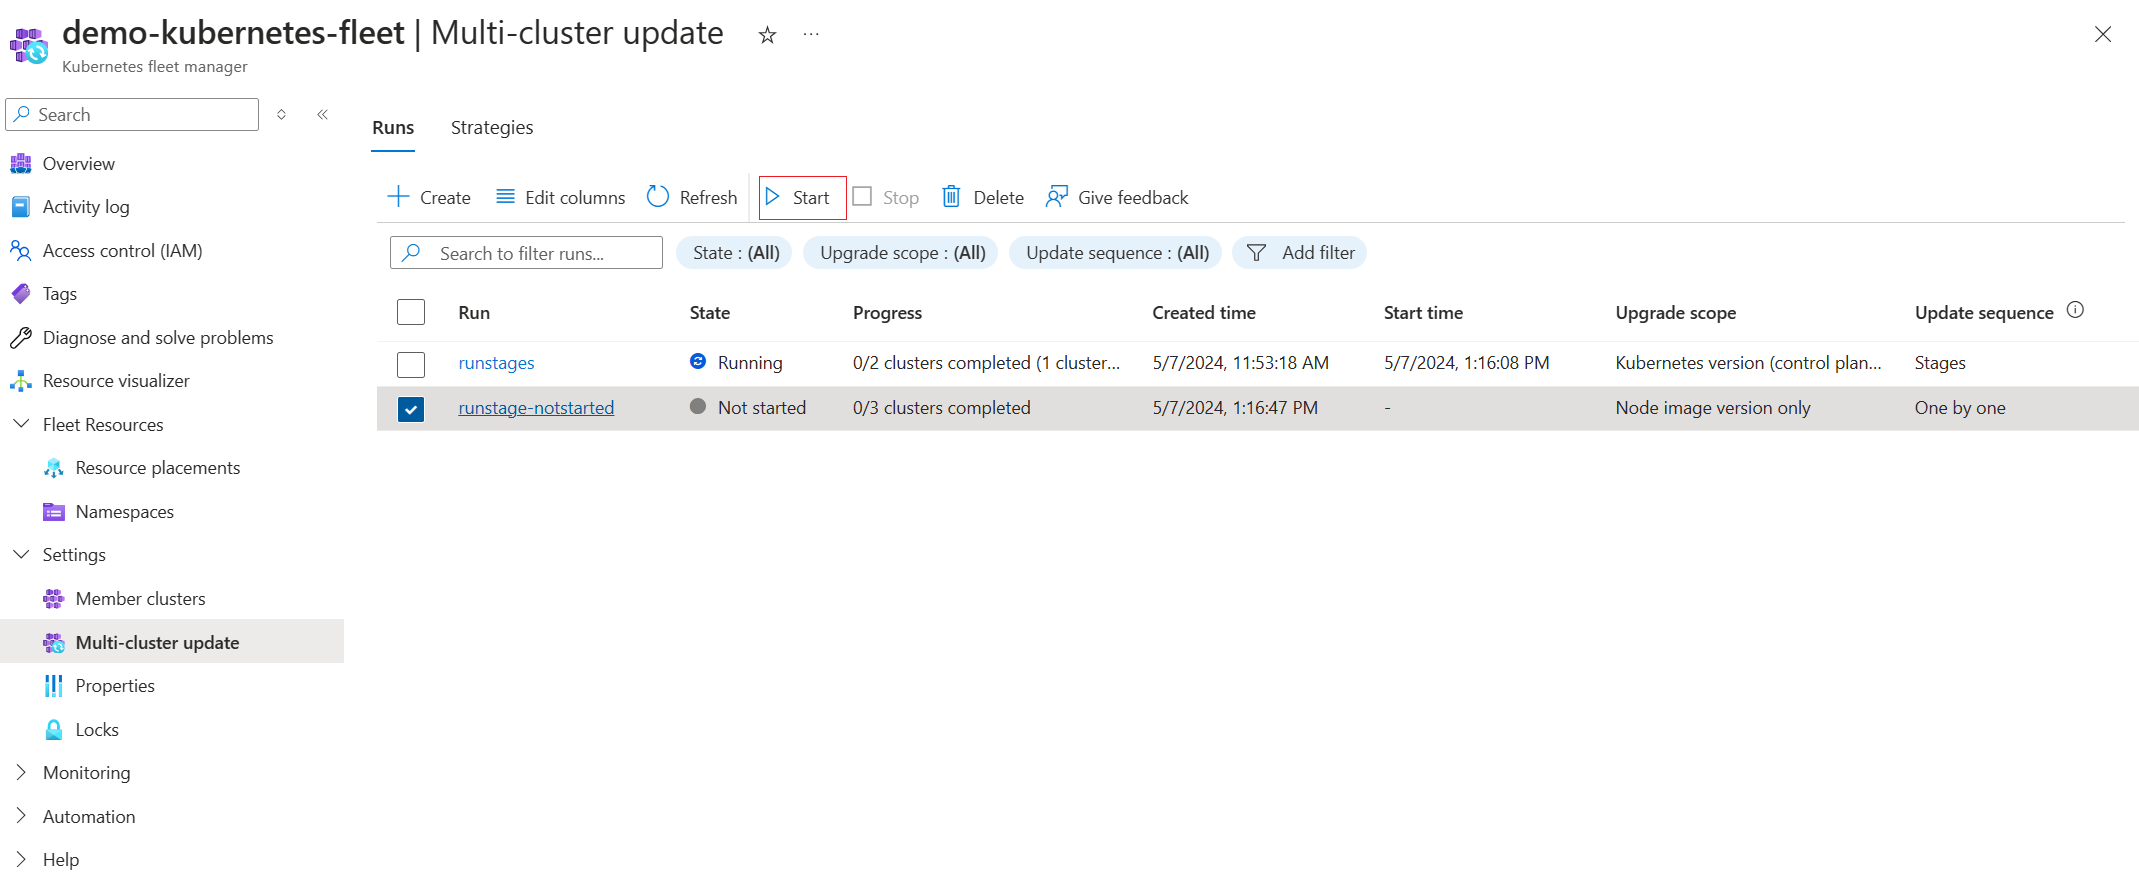 demo-kubernetes-fleet | Multi-cluster update ☆ ...
Kubernetes fleet manager
Search
Overview
Activity log
Access control (IAM)
Tags
Diagnose and solve problems
Resource visualizer
Fleet Resources
Resource placements
Namespaces
Settings
Member clusters
Multi-cluster update
Properties
Locks
Monitoring
Automation
Help
Runs Strategies
Create Edit columns Refresh Start Stop Delete Give feedback
Search to filter runs... State : (All) Upgrade scope : (All) Update sequence : (All) Add filter
Run State Progress Created time Start time Upgrade scope Update sequence
runstages Running 0/2 clusters completed (1 cluster... 5/7/2024, 11:53:18 AM 5/7/2024, 1:16:08 PM Kubernetes version (control plan... Stages
runstage-notstarted Not started 0/3 clusters completed 5/7/2024, 1:16:47 PM - Node image version only One by one